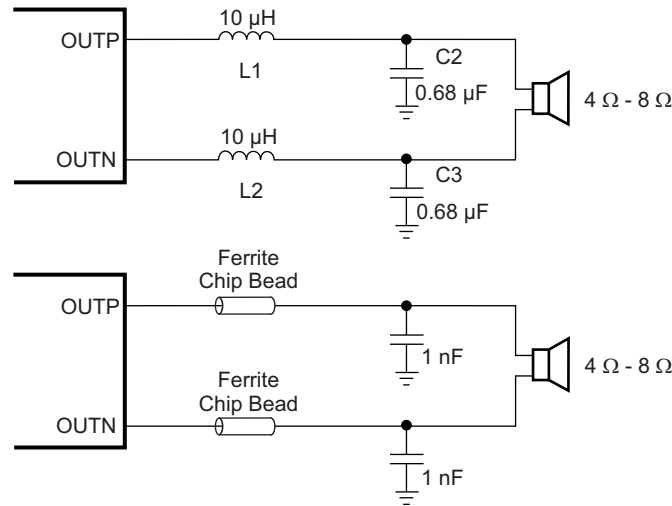 10 µH
OUTP
L1
C2
0.68 µF
4 Ω - 8 Ω
10 µH
OUTN
L2
C3
0.68 µF
Ferrite
Chip Bead
OUTP
1 nF
4 Ω - 8 Ω
Ferrite
Chip Bead
OUTN
1 nF